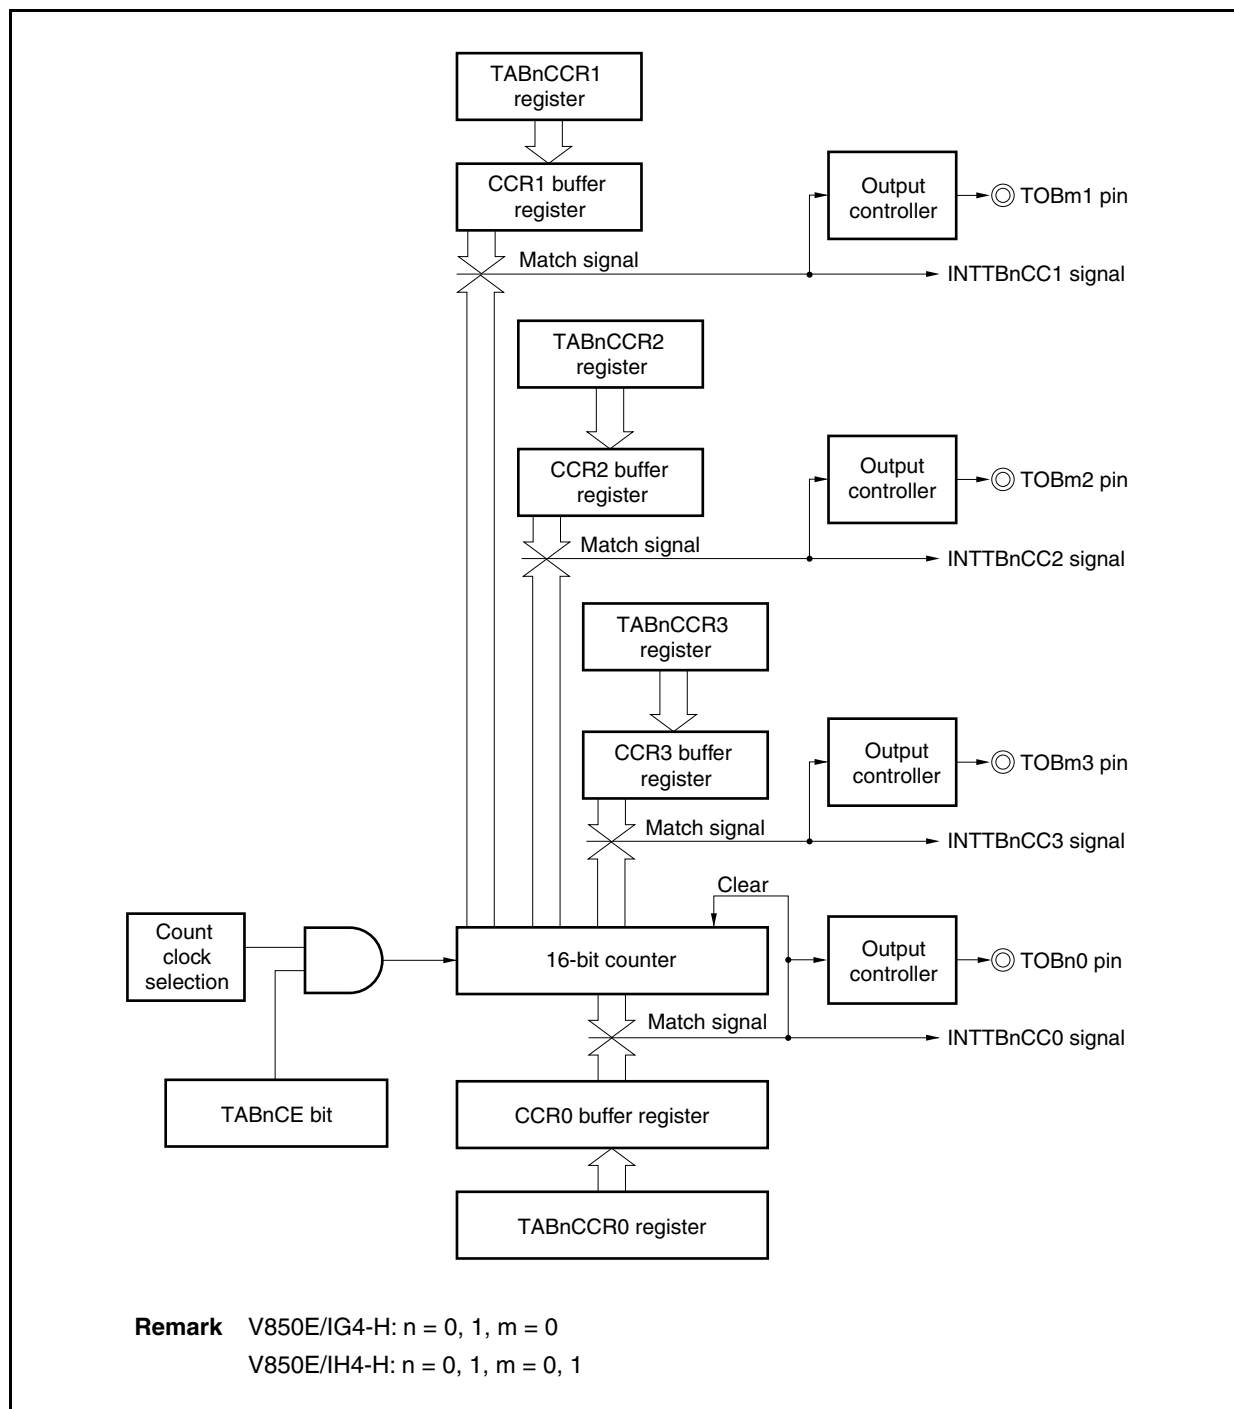 TABnCCR1
register
CCR1 buffer
register
Output
controller
TOBm1 pin
Match signal
INTTBnCC1 signal
TABnCCR2
register
CCR2 buffer
register
Output
controller
TOBm2 pin
Match signal
INTTBnCC2 signal
TABnCCR3
register
CCR3 buffer
register
Output
controller
TOBm3 pin
Match signal
INTTBnCC3 signal
Clear
Count
clock
selection
16-bit counter
Output
controller
TOBn0 pin
Match signal
INTTBnCC0 signal
TABnCE bit
CCR0 buffer register
TABnCCR0 register
Remark V850E/IG4-H: n = 0, 1, m = 0
V850E/IH4-H: n = 0, 1, m = 0, 1